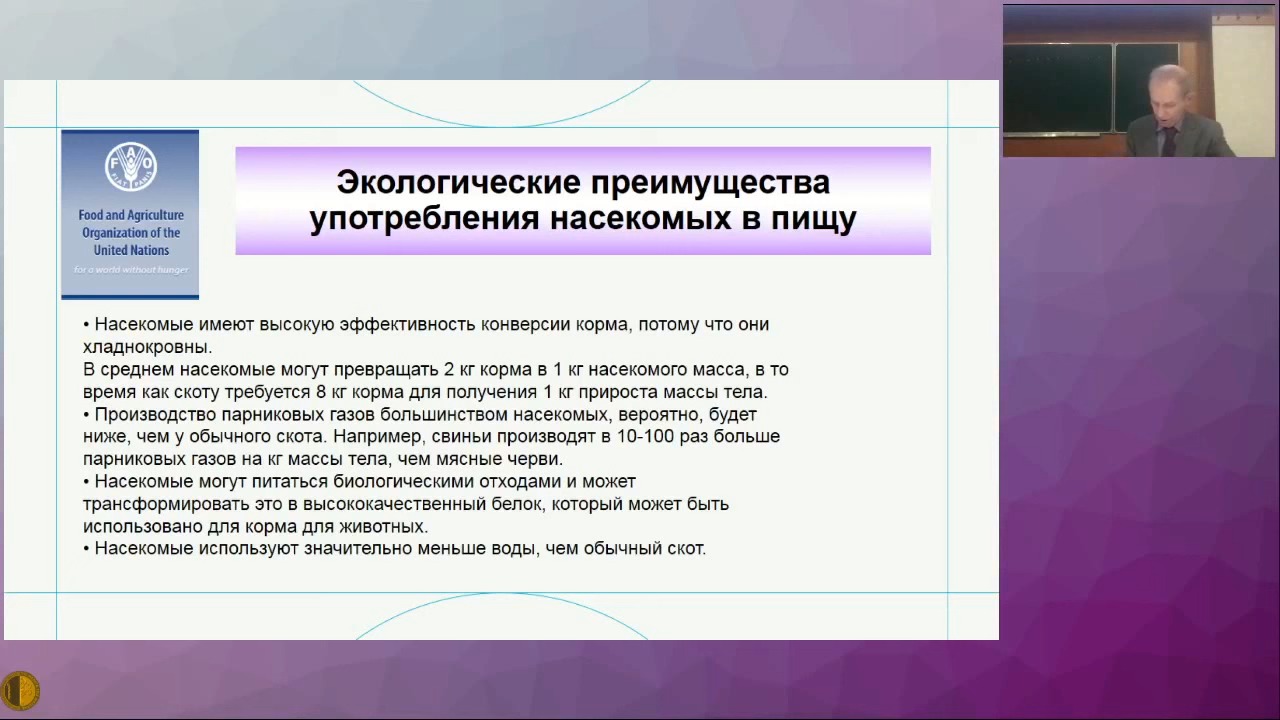 FAO
FIAT PANIS
Food and Agriculture
Organization of the
United Nations
for a world without hunger
Экологические преимущества
употребления насекомых в пищу
• Насекомые имеют высокую эффективность конверсии корма, потому что они
хладнокровны.
В среднем насекомые могут превращать 2 кг корма в 1 кг насекомого масса, в то
время как скоту требуется 8 кг корма для получения 1 кг прироста массы тела.
• Производство парниковых газов большинством насекомых, вероятно, будет
ниже, чем у обычного скота. Например, свиньи производят в 10-100 раз больше
парниковых газов на кг массы тела, чем мясные черви.
• Насекомые могут питаться биологическими отходами и может
трансформировать это в высококачественный белок, который может быть
использовано для корма для животных.
• Насекомые используют значительно меньше воды, чем обычный скот.